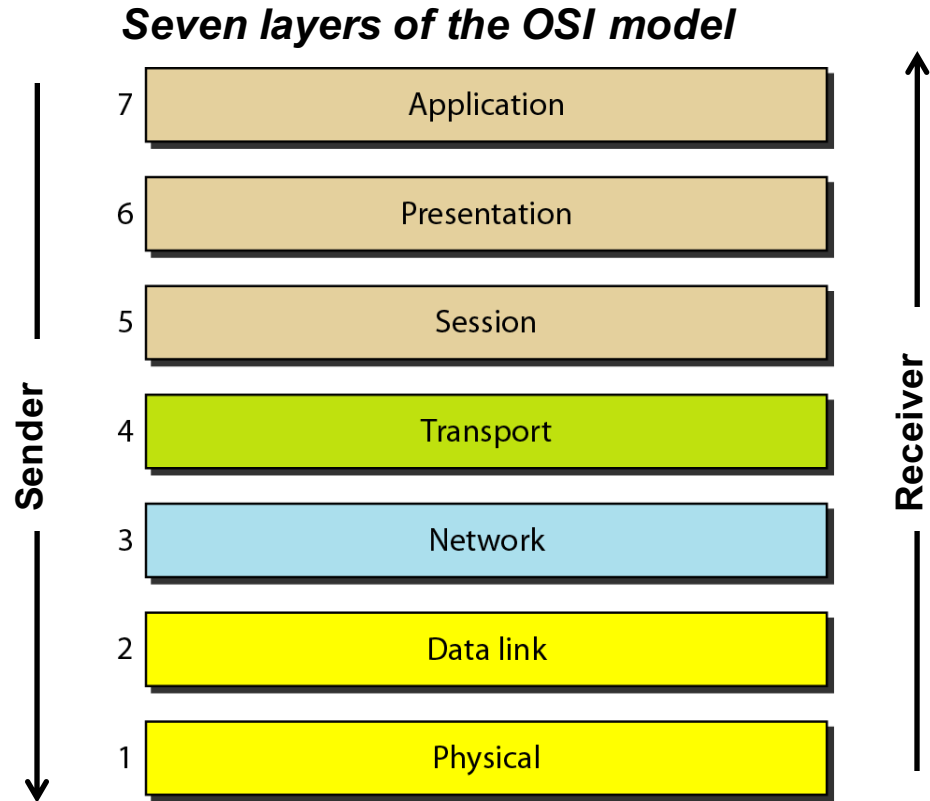 Seven layers of the OSI model
7 Application
6 Presentation
5 Session
4 Transport
3 Network
2 Data link
1 Physical
Sender
Receiver